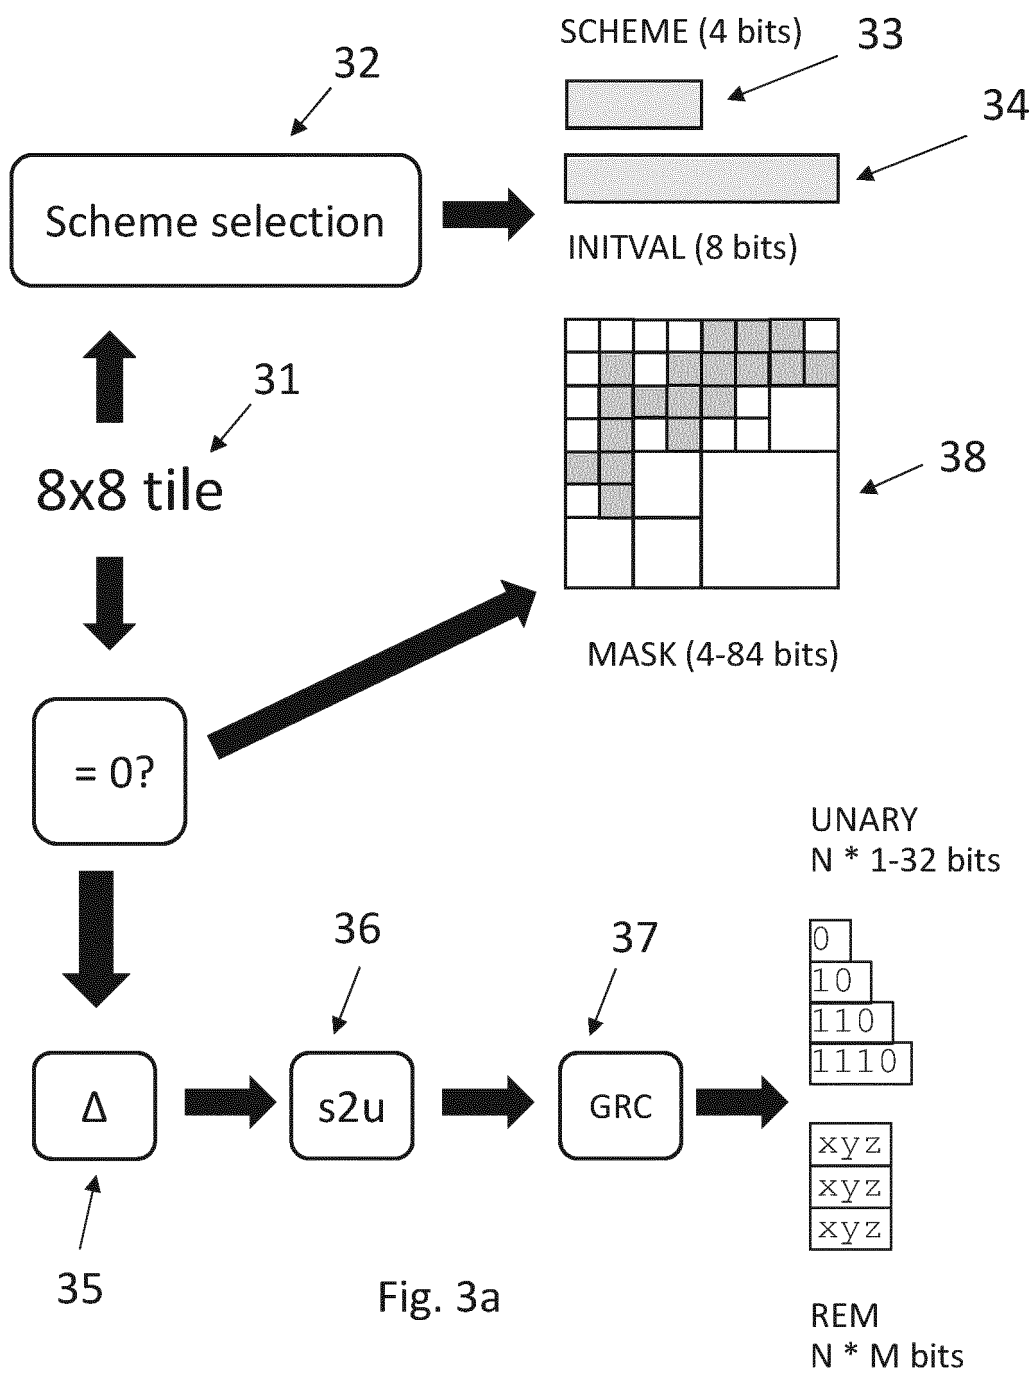 SCHEME (4 bits)
33
32
34
Scheme selection
INITVAL (8 bits)
31
8x8 tile
38
MASK (4-84 bits)
= 0?
UNARY
N * 1-32 bits
36
37
0
10
110
1110
Δ
s2u
GRC
xyz
xyz
xyz
35
Fig. 3a
REM
N * M bits